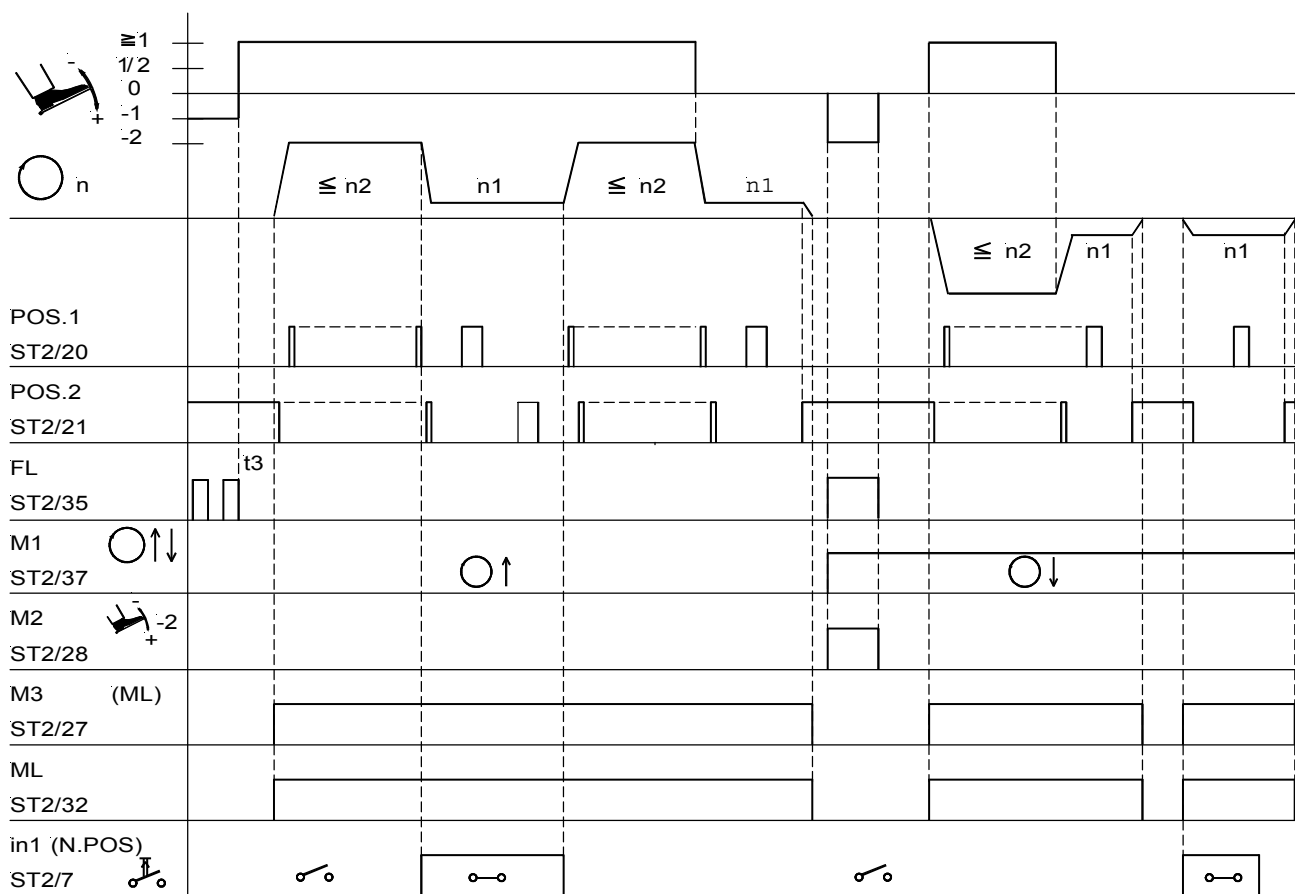 ≧1
1/2
0
-1
-2
-
+
n
≦ n2
n1
≦ n2
n1
≦ n2
n1
n1
POS.1
ST2/20
POS.2
ST2/21
FL
t3
ST2/35
M1
ST2/37
M2
-
+
-2
ST2/28
M3 (ML)
ST2/27
ML
ST2/32
in1 (N.POS)
ST2/7